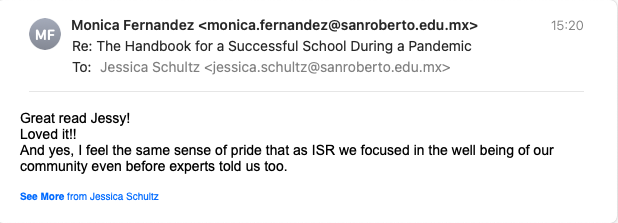 MF
Monica Fernandez <monica.fernandez@sanroberto.edu.mx>
15:20
Re: The Handbook for a Successful School During a Pandemic
To: Jessica Schultz <jessica.schultz@sanroberto.edu.mx>
Great read Jessy!
Loved it!!
And yes, I feel the same sense of pride that as ISR we focused in the well being of our
community even before experts told us too.
See More from Jessica Schultz